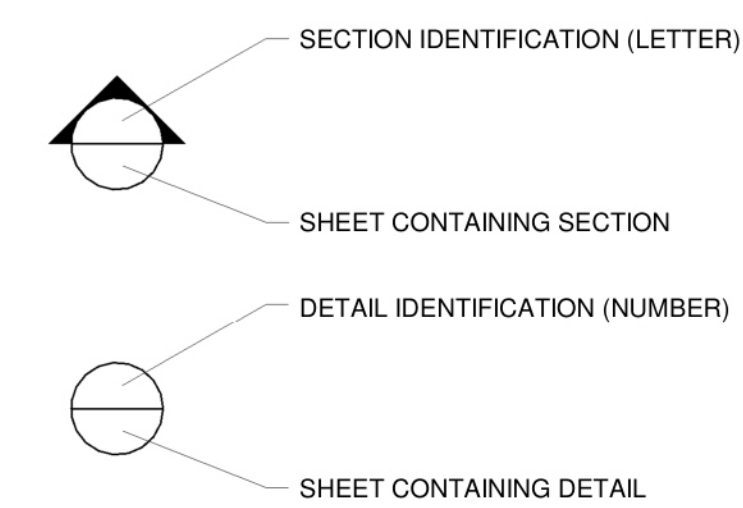 SECTION IDENTIFICATION (LETTER)
SHEET CONTAINING SECTION
DETAIL IDENTIFICATION (NUMBER)
SHEET CONTAINING DETAIL